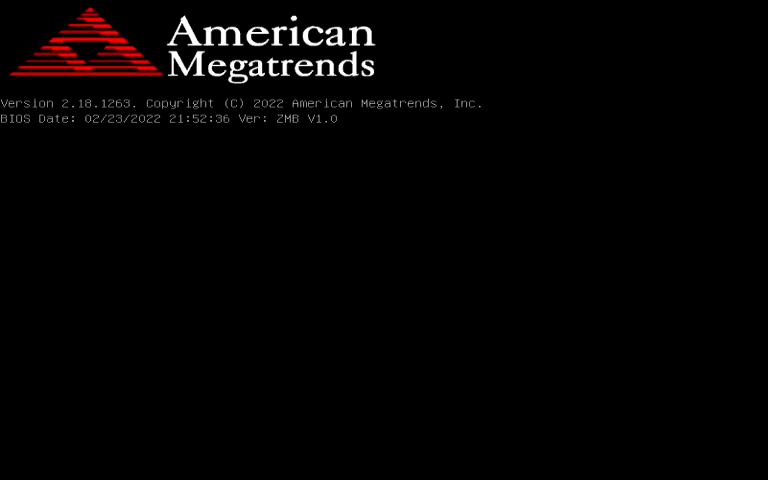 American
Megatrends
Version 2.18.1263. Copyright (C) 2022 American Megatrends, Inc.
BIOS Date: 02/23/2022 21:52:36 Ver: ZMB V1.0